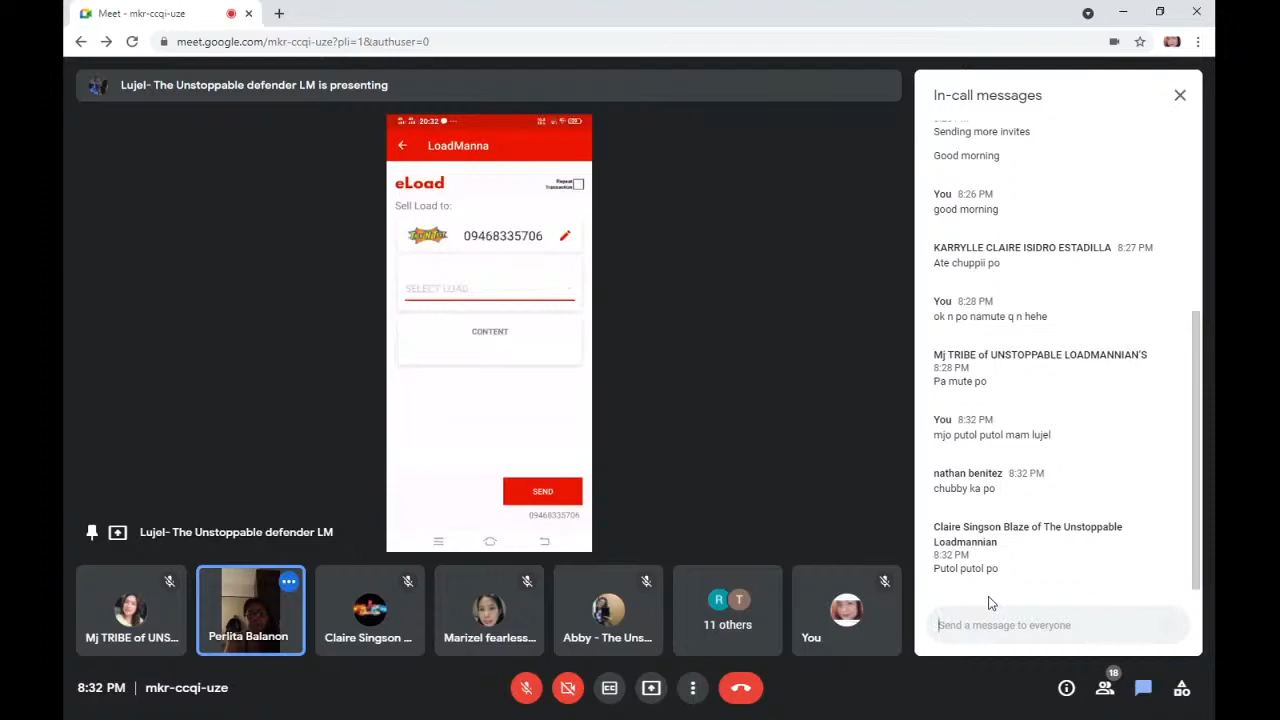 Meet - mkr-ccqi-uze
meet.google.com/mkr-ccqi-uze?pli=1&authuser=0
Lujel- The Unstoppable defender LM is presenting
20:32
LoadManna
eLoad
Repeat
Transaction
Sell Load to:
09468335706
SELECT LOAD
CONTENT
SEND
09468335706
Lujel- The Unstoppable defender LM
Mj TRIBE of UNS...
Perlita Balanon
Claire Singson ...
Marizel fearless...
Abby - The Uns...
R T
11 others
You
8:32 PM | mkr-ccqi-uze
In-call messages
Sending more invites
Good morning
You 8:26 PM
good morning
KARRYLLE CLAIRE ISIDRO ESTADILLA 8:27 PM
Ate chuppii po
You 8:28 PM
ok n po namute q n hehe
Mj TRIBE of UNSTOPPABLE LOADMANNIAN'S
8:28 PM
Pa mute po
You 8:32 PM
mjo putol putol mam lujel
nathan benitez 8:32 PM
chubby ka po
Claire Singson Blaze of The Unstoppable
Loadmannian
8:32 PM
Putol putol po
Send a message to everyone
18